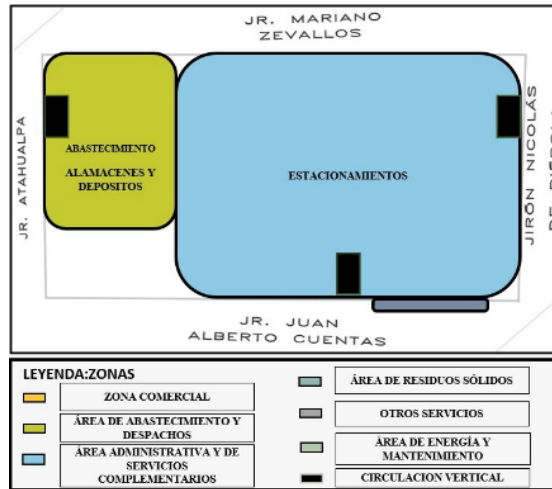 JR. MARIANO
ZEVALLOS
JR. ATAHUALPA
ABASTECIMIENTO
ALAMACENES Y
DEPOSITOS
ESTACIONAMIENTOS
JIRÓN NICOLÁS
DE
JR. JUAN
ALBERTO CUENTAS
LEYENDA:ZONAS
ZONA COMERCIAL
ÁREA DE ABASTECIMIENTO Y
DESPACHOS
ÁREA ADMINISTRATIVA Y DE
SERVICIOS
COMPLEMENTARIOS
ÁREA DE RESIDUOS SÓLIDOS
OTROS SERVICIOS
ÁREA DE ENERGÍA Y
MANTENIMIENTO
CIRCULACION VERTICAL